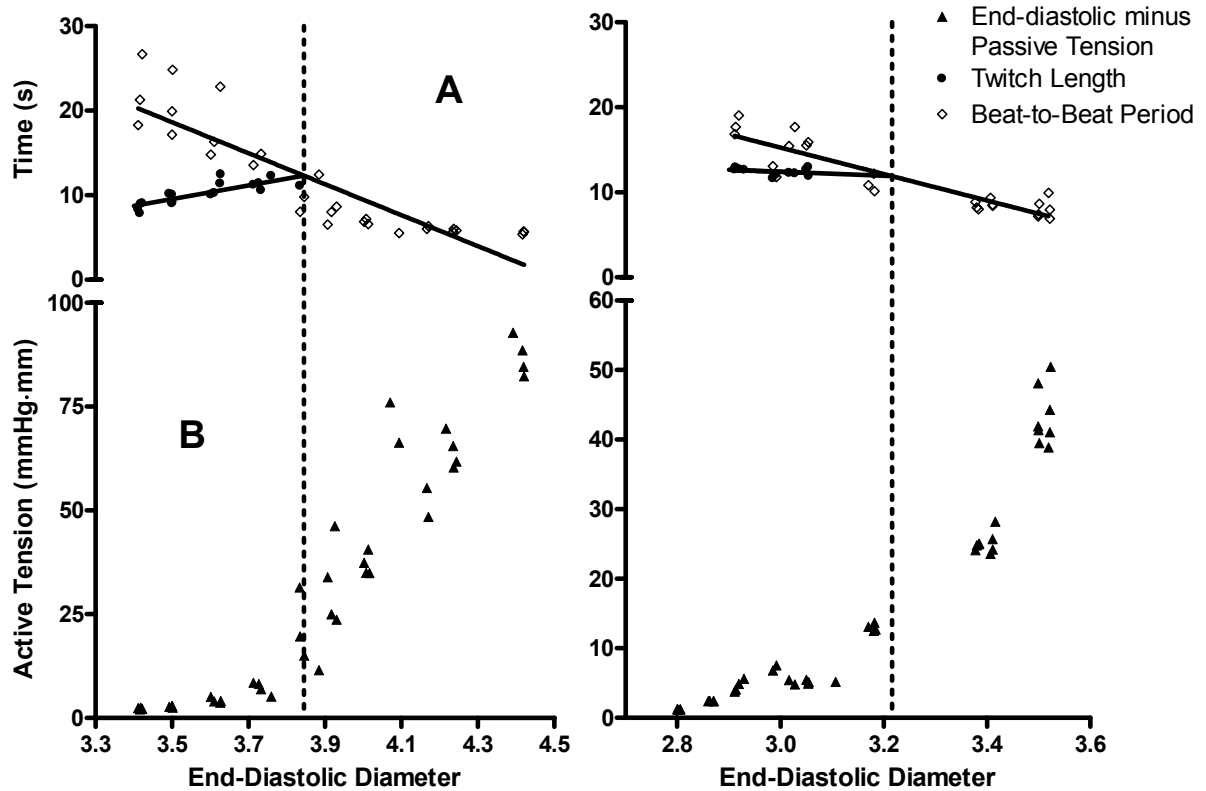 End-diastolic minus
Passive Tension
Twitch Length
Beat-to-Beat Period
A
B
Time (s)
30
20
10
0
30
20
10
0
Active Tension (mmHg·mm)
100
75
50
25
0
60
50
40
30
20
10
0
3.3 3.5 3.7 3.9 4.1 4.3 4.5
2.8 3.0 3.2 3.4 3.6
End-Diastolic Diameter
End-Diastolic Diameter